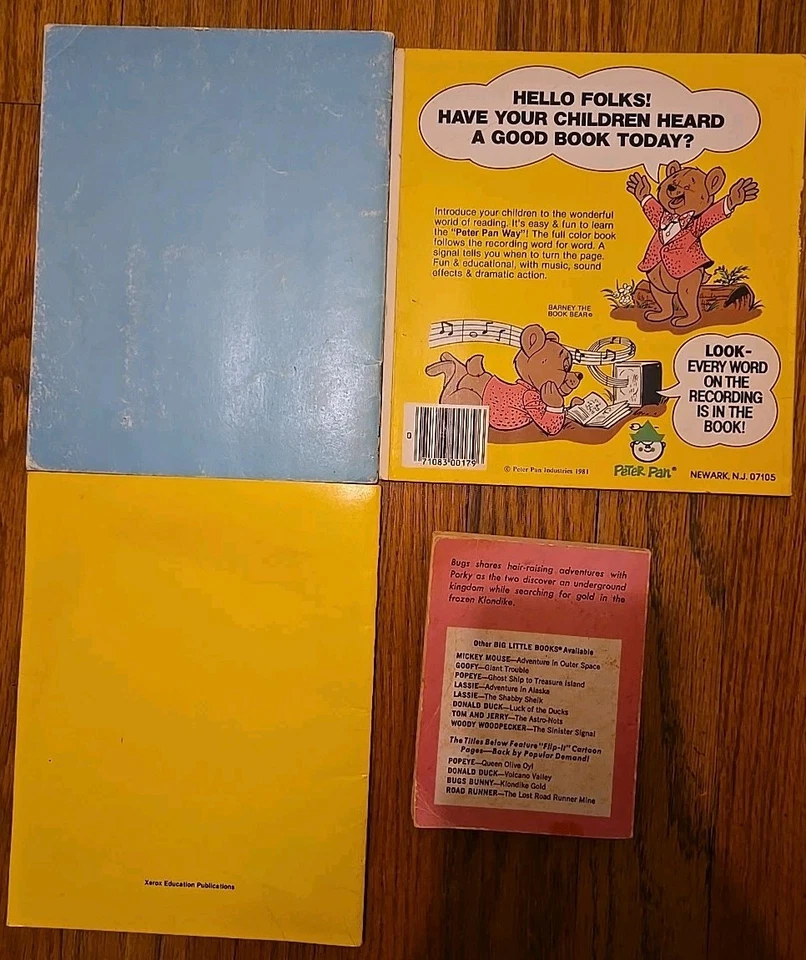 HELLO FOLKS!
HAVE YOUR CHILDREN HEARD
A GOOD BOOK TODAY?
Introduce your children to the wonderful
world of reading. It's easy & fun to learn
the "Peter Pan Way"! The full color book
follows the recording word for word. A
signal tells you when to turn the page.
Fun & educational, with music, sound
effects & dramatic action.
BARNEY THE
BOOK BEAR®
LOOK-
EVERY WORD
ON THE
RECORDING
IS IN THE
BOOK!
0
71083 00179
© Peter Pan Industries 1981
PETER PAN®
NEWARK, N.J. 07105
Bugs shares hair-raising adventures with
Porky as the two discover an underground
kingdom while searching for gold in the
frozen Klondike.
Other BIG LITTLE BOOKS® Available
MICKEY MOUSE—Adventure in Outer Space
GOOFY—Giant Trouble
POPEYE—Ghost Ship to Treasure Island
LASSIE—Adventure in Alaska
LASSIE—The Shabby Sheik
DONALD DUCK—Luck of the Ducks
TOM AND JERRY—The Astro-Nots
WOODY WOODPECKER—The Sinister Signal
The Titles Below Feature "Flip-It" Cartoon
Pages—Back by Popular Demand!
POPEYE—Queen Olive Oyl
DONALD DUCK—Volcano Valley
BUGS BUNNY—Klondike Gold
ROAD RUNNER—The Lost Road Runner Mine
Xerox Education Publications